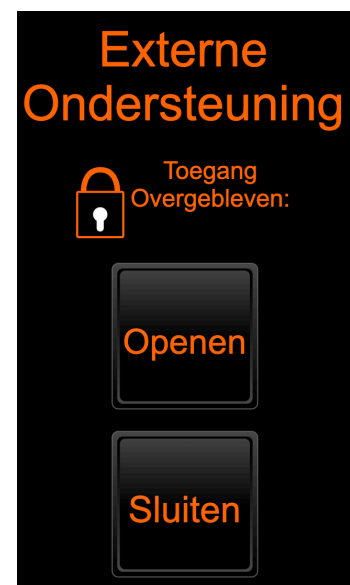 Externe
Ondersteuning
Toegang
Overgebleven:
Openen
Sluiten